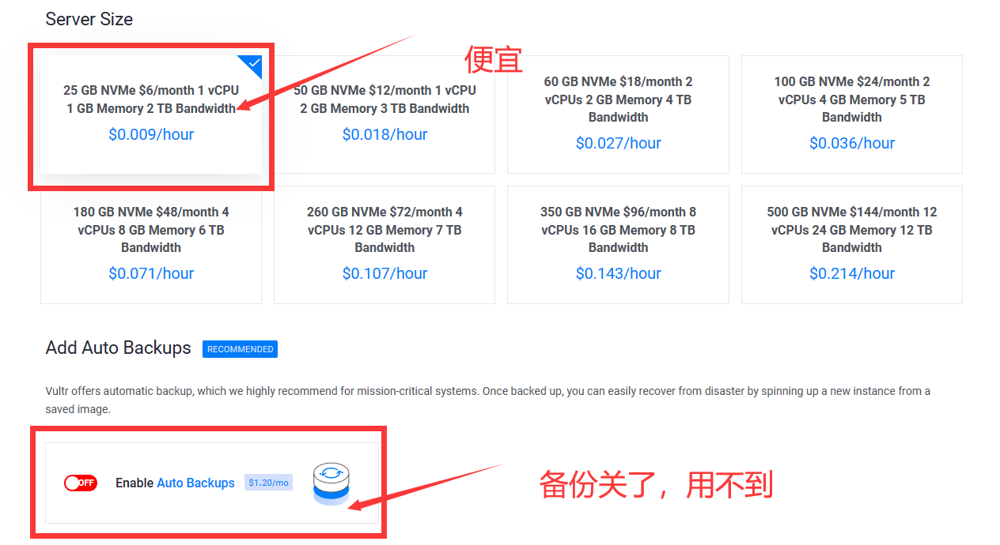 Server Size
便宜
25 GB NVMe $6/month 1 vCPU
1 GB Memory 2 TB Bandwidth
$0.009/hour
50 GB NVMe $12/month 1 vCPU
2 GB Memory 3 TB Bandwidth
$0.018/hour
60 GB NVMe $18/month 2
vCPUs 2 GB Memory 4 TB
Bandwidth
$0.027/hour
100 GB NVMe $24/month 2
vCPUs 4 GB Memory 5 TB
Bandwidth
$0.036/hour
180 GB NVMe $48/month 4
vCPUs 8 GB Memory 6 TB
Bandwidth
$0.071/hour
260 GB NVMe $72/month 4
vCPUs 12 GB Memory 7 TB
Bandwidth
$0.107/hour
350 GB NVMe $96/month 8
vCPUs 16 GB Memory 8 TB
Bandwidth
$0.143/hour
500 GB NVMe $144/month 12
vCPUs 24 GB Memory 12 TB
Bandwidth
$0.214/hour
Add Auto Backups RECOMMENDED
Vultr offers automatic backup, which we highly recommend for mission-critical systems. Once backed up, you can easily recover from disaster by spinning up a new instance from a
saved image.
OFF Enable Auto Backups $1.20/mo
备份关了，用不到